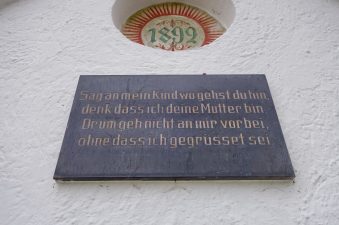 1892
Sag an mein Kind wo gehst du hin,
denk dass ich deine Mutter bin.
Drum geh nicht an mir vorbei,
ohne dass ich gegrüsset sei.